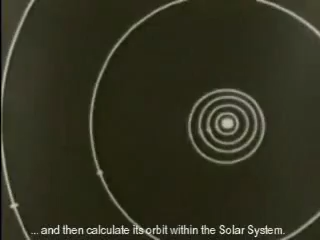 ... and then calculate its orbit within the Solar System.